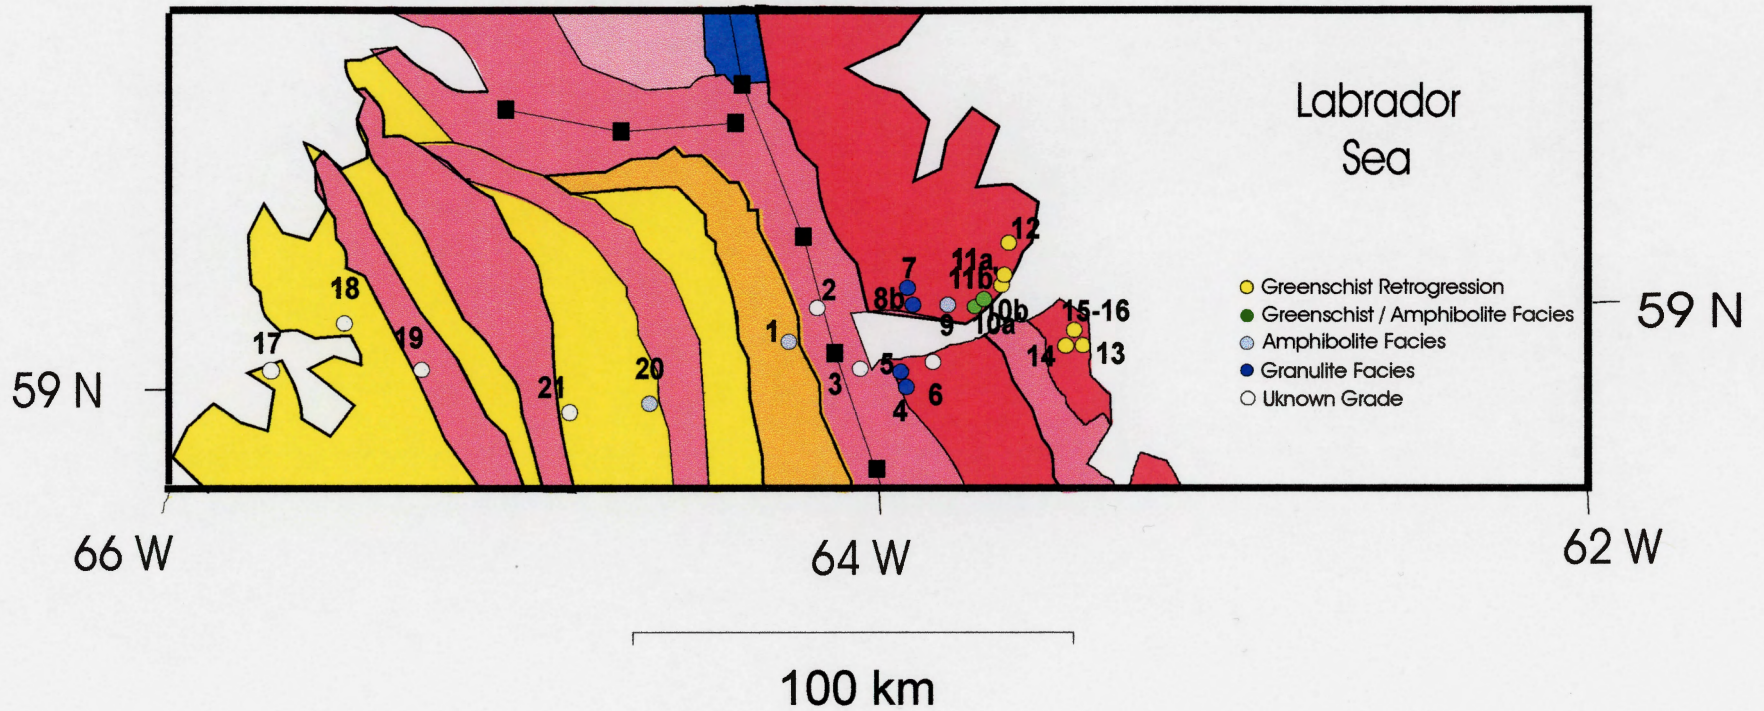 Labrador
Sea
12
11a
11b
7
8b
10b
10a
9
15-16
14
13
2
1
3
5
4
6
18
17
19
21
20
Greenschist Retrogression
Greenschist / Amphibolite Facies
Amphibolite Facies
Granulite Facies
Uknown Grade
59 N
59 N
66 W
64 W
62 W
100 km